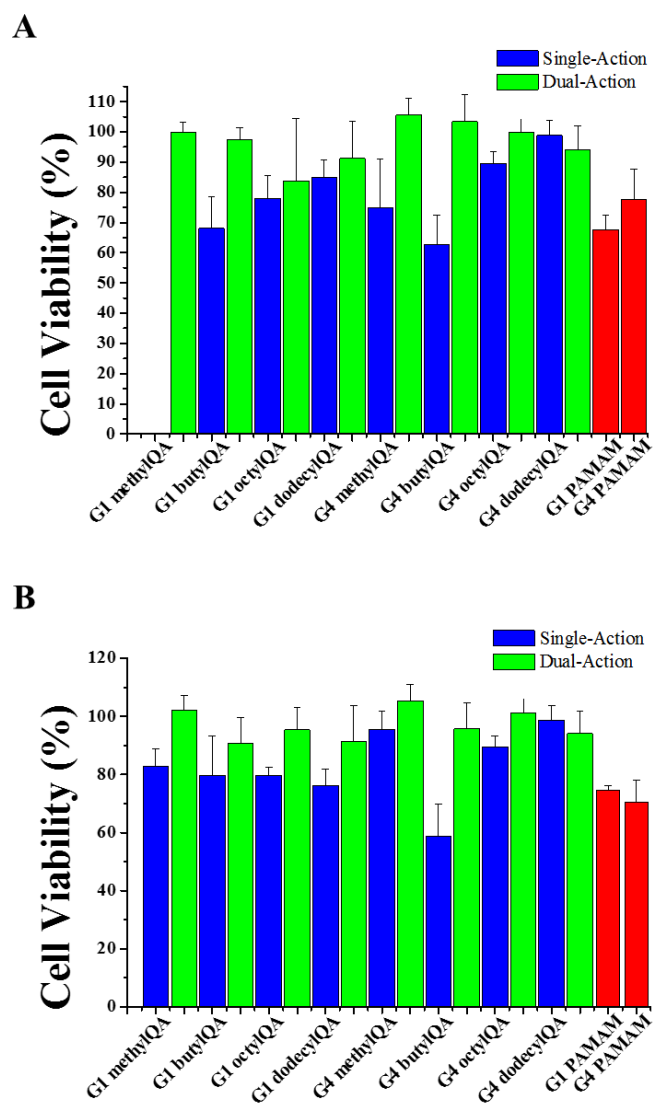 A
Single-Action
Dual-Action
Cell Viability (%)
110
100
90
80
70
60
50
40
30
20
10
0
G1 methylQA
G1 butylQA
G1 octylQA
G1 dodecylQA
G4 methylQA
G4 butylQA
G4 octylQA
G4 dodecylQA
G1 PAMAM
G4 PAMAM
B
Single-Action
Dual-Action
Cell Viability (%)
120
100
80
60
40
20
0
G1 methylQA
G1 butylQA
G1 octylQA
G1 dodecylQA
G4 methylQA
G4 butylQA
G4 octylQA
G4 dodecylQA
G1 PAMAM
G4 PAMAM